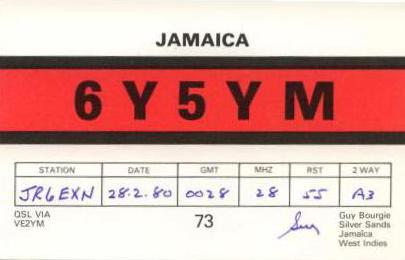 JAMAICA
6Y5YM
STATION DATE GMT MHZ RST 2 WAY
JR6EXN 28.2.80 0028 28 55 A3
QSL VIA
VE2YM
73
Guy Bourgie
Silver Sands
Jamaica
West Indies